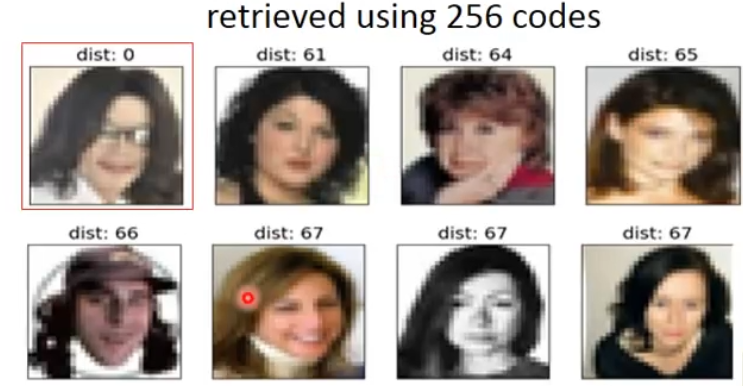 retrieved using 256 codes
dist: 0 dist: 61 dist: 64 dist: 65
dist: 66 dist: 67 dist: 67 dist: 67